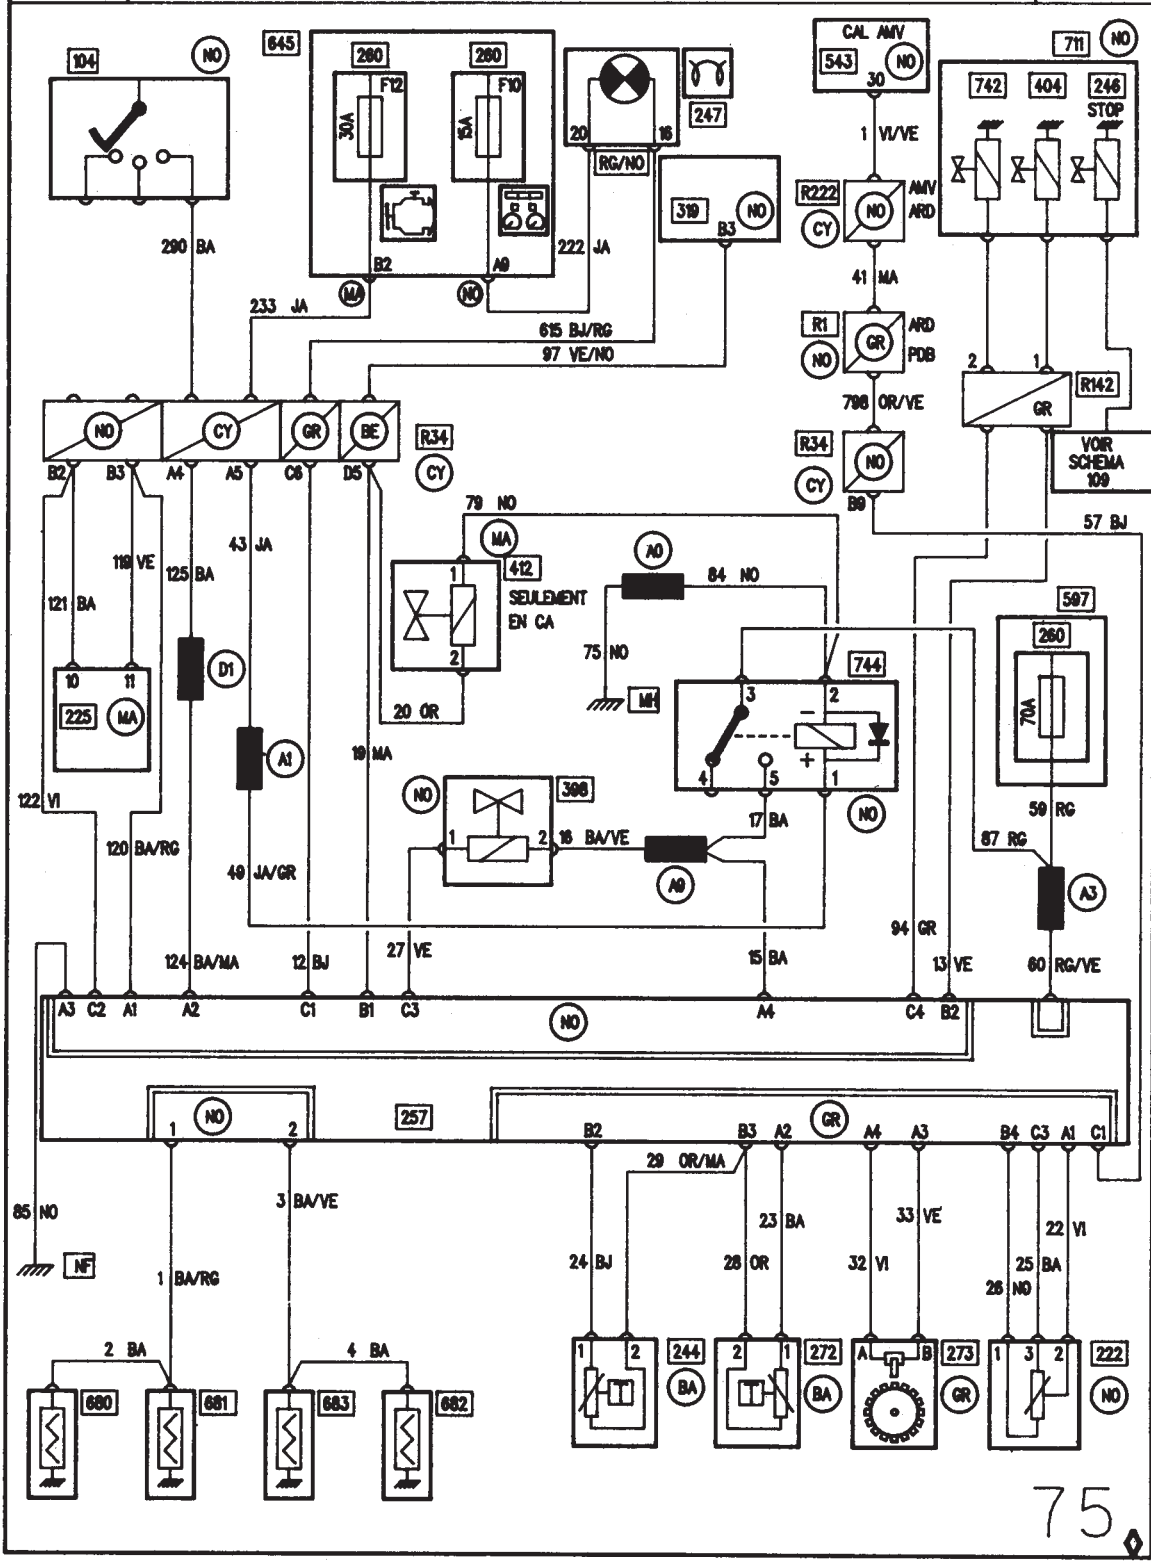 104
NO
645
260
F12
30A
260
F10
15A
B2
A9
MA
NO
20
16
RG/NO
247
319
NO
B3
CAL AMV
543
NO
30
711
NO
742
404
246
STOP
1 VI/VE
R222
CY
NO
AMV
ARD
41 MA
R1
NO
GR
ARD
PDB
798 OR/VE
R34
CY
NO
B9
2
1
R142
GR
VOIR
SCHEMA
109
57 BJ
290 BA
233 JA
222 JA
615 BJ/RG
97 VE/NO
NO
CY
GR
BE
R34
CY
B2
B3
A4
A5
C6
D5
43 JA
119 VE
125 BA
121 BA
10
11
225
MA
D1
A1
122 VI
120 BA/RG
49 JA/GR
124 BA/MA
12 BJ
19 MA
20 OR
79 NO
MA
412
SEULEMENT
EN CA
1
2
A0
84 NO
75 NO
MH
744
3
2
4
5
1
NO
-
+
NO
398
1
2
16 BA/VE
17 BA
A9
27 VE
15 BA
94 GR
13 VE
597
260
70A
59 RG
87 RG
A3
60 RG/VE
A3
C2
A1
A2
C1
B1
C3
A4
C4
B2
NO
1
2
NO
257
GR
B2
B3
A2
A4
A3
B4
C3
A1
C1
85 NO
NF
1 BA/RG
3 BA/VE
2 BA
4 BA
680
681
683
682
29 OR/MA
24 BJ
28 OR
23 BA
32 VI
33 VE
26 NO
25 BA
22 VI
1
2
244
BA
2
1
272
BA
A
B
273
GR
1
3
2
222
NO
75